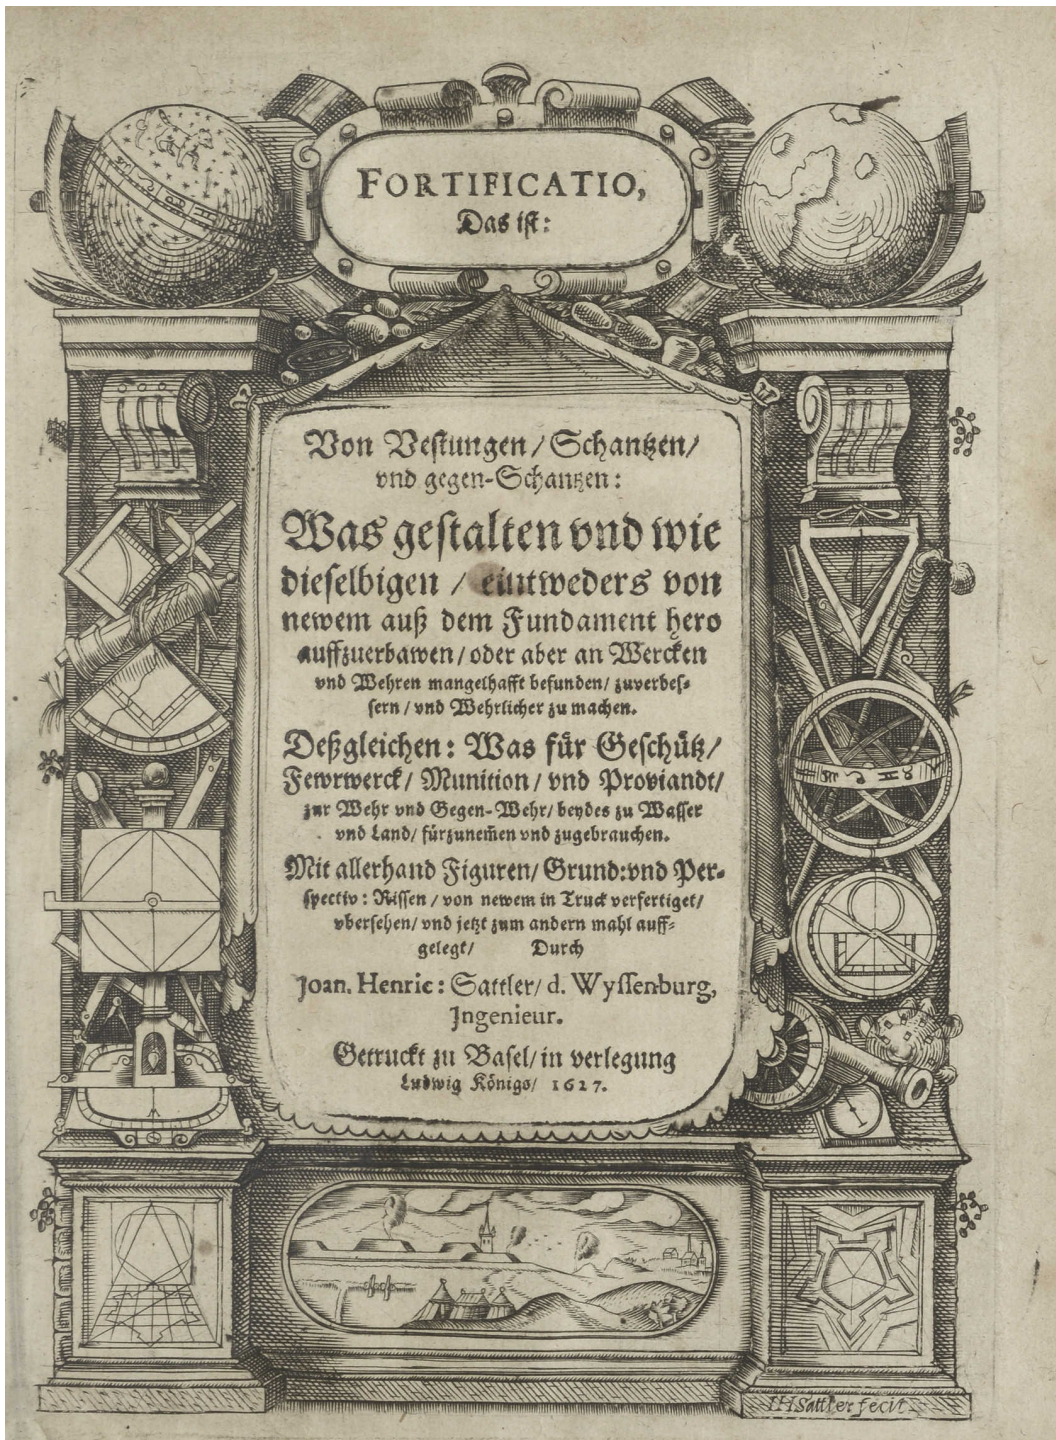 FORTIFICATIO,
Das ist:
Von Vestungen/ Schantzen/
vnd gegen-Schantzen:
Was gestalten vnd wie
dieselbigen / eintweders von
newem auß dem Fundament hero
auffzuerbawen/ oder aber an Wercken
vnd Wehren mangelhafft befunden/ zuverbes-
sern/ vnd Wehrlicher zu machen.
Deßgleichen: Was für Geschütz/
Fewrwerck/ Munition/ vnd Proviandt/
zur Wehr vnd Gegen-Wehr/ beydes zu Wasser
vnd Land/ fürzunem̃en vnd zugebrauchen.
Mit allerhand Figuren/ Grund: vnd Per-
spectiv: Rissen / von newem in Truck verfertiget/
vbersehen/ vnd jetzt zum andern mahl auff-
gelegt/ Durch
Joan. Henric: Sattler/ d. Wyssenburg,
Ingenieur.
Getruckt zu Basel/ in verlegung
Ludwig Königs/ 1627.
HHSattler fecit